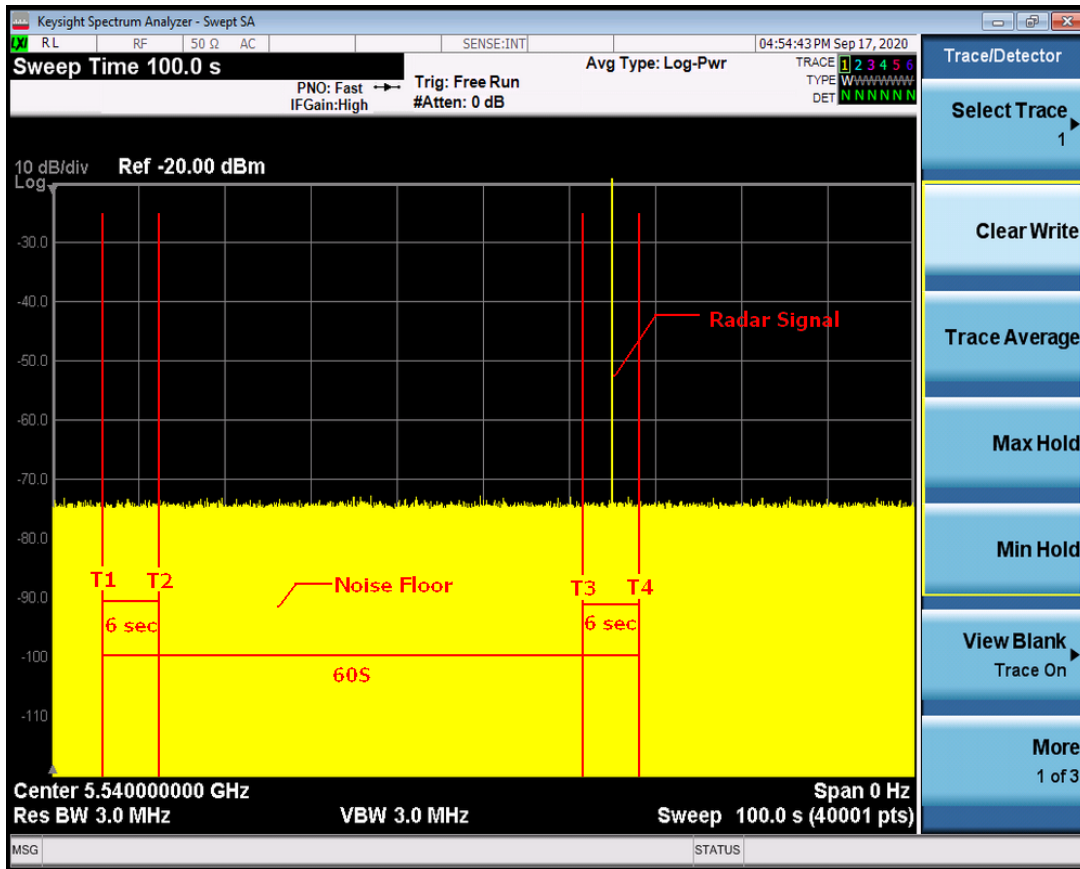 Keysight Spectrum Analyzer - Swept SA
LXI RL RF 50 Ω AC SENSE:INT 04:54:43 PM Sep 17, 2020
Sweep Time 100.0 s
Avg Type: Log-Pwr
TRACE 1 2 3 4 5 6
TYPE WWWWWW
DET N N N N N N
PNO: Fast
IFGain:High
Trig: Free Run
#Atten: 0 dB
10 dB/div Ref -20.00 dBm
Log
-30.0
-40.0
-50.0
-60.0
-70.0
-80.0
-90.0
-100
-110
Radar Signal
T1 T2
Noise Floor
T3 T4
6 sec
6 sec
60S
Center 5.540000000 GHz
Span 0 Hz
Res BW 3.0 MHz
VBW 3.0 MHz
Sweep 100.0 s (40001 pts)
MSG
STATUS
Trace/Detector
Select Trace
1
Clear Write
Trace Average
Max Hold
Min Hold
View Blank
Trace On
More
1 of 3